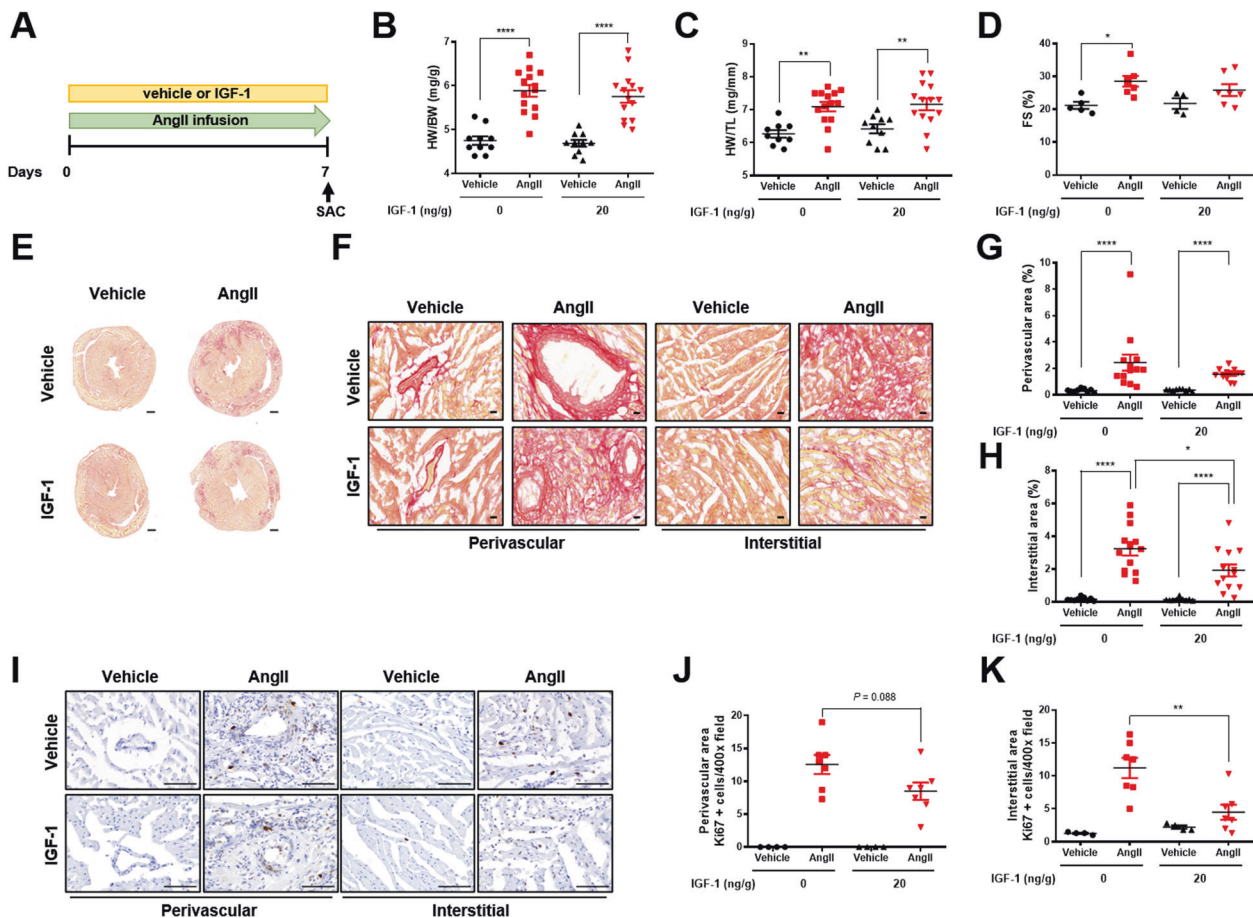 A
vehicle or IGF-1
AngII infusion
Days 0 7
SAC
B
HW/BW (mg/g)
7
6
5
4
****
****
Vehicle AngII Vehicle AngII
IGF-1 (ng/g) 0 20
C
HW/TL (mg/mm)
9
8
7
6
5
**
**
Vehicle AngII Vehicle AngII
IGF-1 (ng/g) 0 20
D
FS (%)
50
40
30
20
10
0
*
Vehicle AngII Vehicle AngII
IGF-1 (ng/g) 0 20
E
Vehicle AngII
Vehicle
IGF-1
F
Vehicle AngII Vehicle AngII
Vehicle
IGF-1
Perivascular Interstitial
G
Perivascular area (%)
10
8
6
4
2
0
****
****
Vehicle AngII Vehicle AngII
IGF-1 (ng/g) 0 20
H
Interstitial area (%)
8
6
4
2
0
****
*
****
Vehicle AngII Vehicle AngII
IGF-1 (ng/g) 0 20
I
Vehicle AngII Vehicle AngII
Vehicle
IGF-1
Perivascular Interstitial
J
Perivascular area
Ki67 + cells/400x field
20
15
10
5
0
P = 0.088
Vehicle AngII Vehicle AngII
IGF-1 (ng/g) 0 20
K
Interstitial area
Ki67 + cells/400x field
20
15
10
5
0
**
Vehicle AngII Vehicle AngII
IGF-1 (ng/g) 0 20